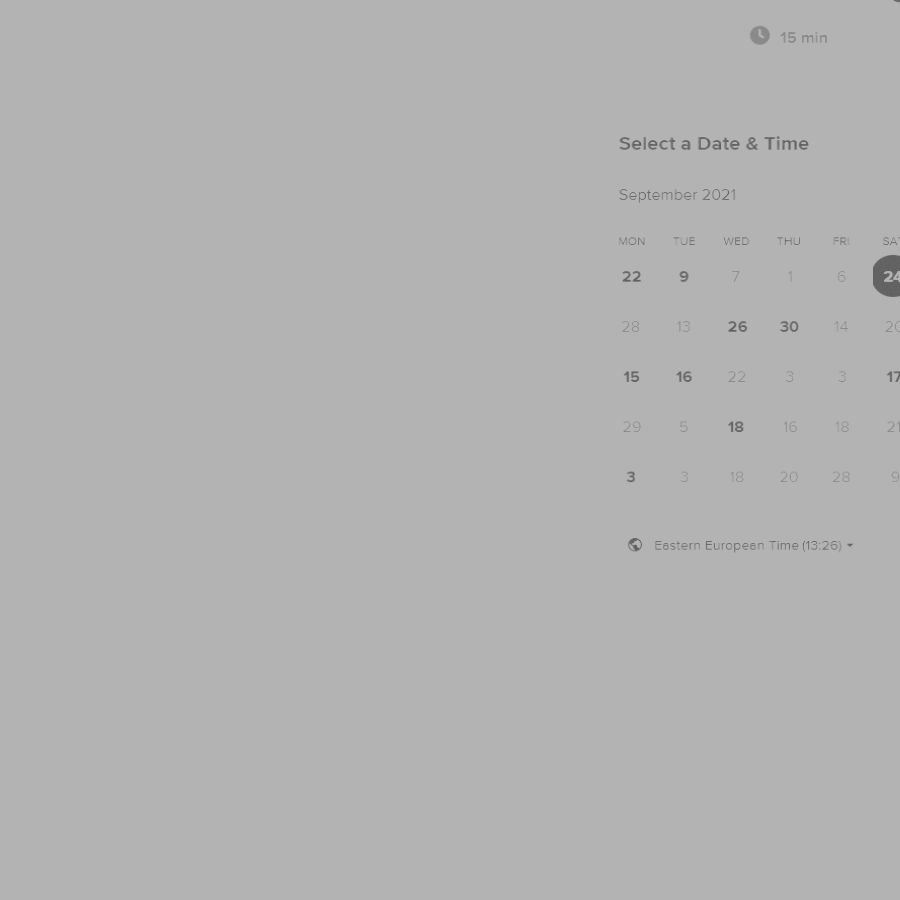 15 min
Select a Date & Time
September 2021
MON TUE WED THU FRI SAT
22 9 7 1 6 24
28 13 26 30 14 20
15 16 22 3 3 17
29 5 18 16 18 21
3 3 18 20 28 9
Eastern European Time (13:26)